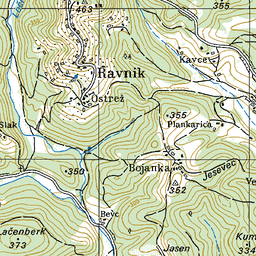 463
355
Ravnik
Kavce
Ostrež
355
Plankarica
Slak
Bojanka
Jesevec
350
352
Bevc
Lačenberk
373
Jasen
Kum
334